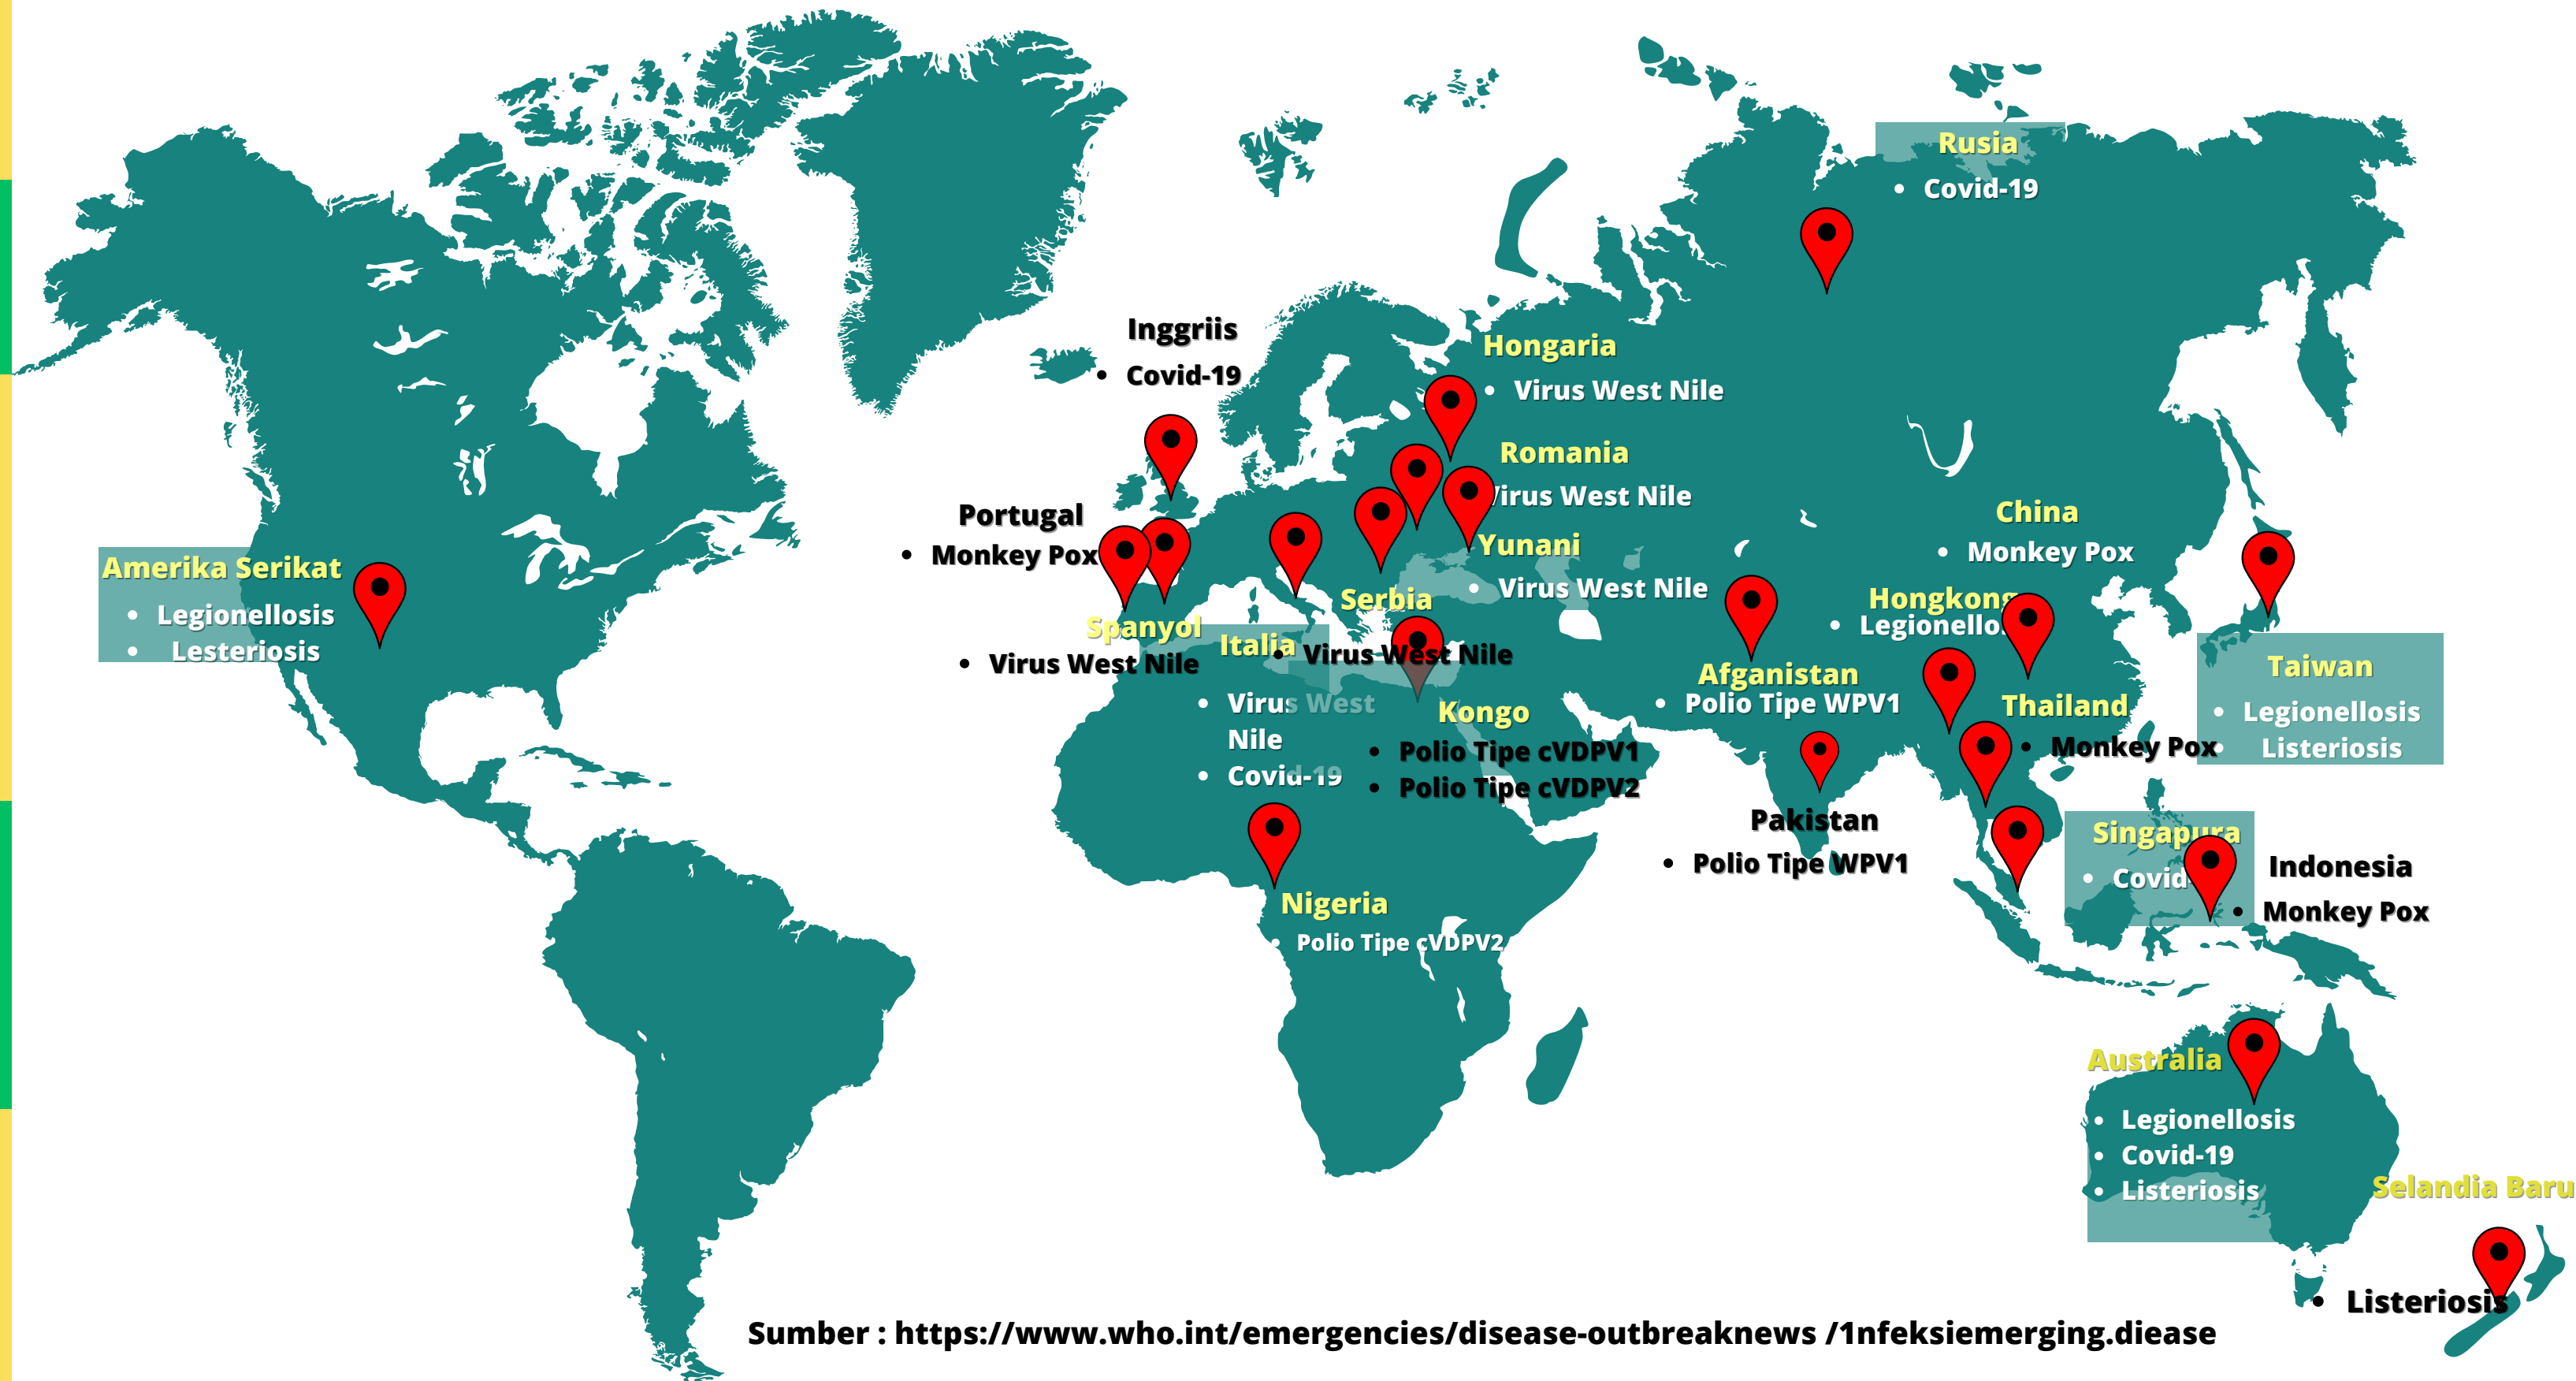 Rusia
• Covid-19
Inggriis
• Covid-19
Hongaria
• Virus West Nile
Romania
Virus West Nile
Portugal
• Monkey Pox
China
• Monkey Pox
Yunani
• Virus West Nile
Amerika Serikat
• Legionellosis
• Lesteriosis
Serbia
• Virus West Nile
Hongkong
• Legionellos
Spanyol
• Virus West Nile
Italia
• Virus West
Nile
• Covid-19
Afganistan
• Polio Tipe WPV1
Taiwan
• Legionellosis
• Listeriosis
Kongo
• Polio Tipe cVDPV1
• Polio Tipe cVDPV2
Thailand
• Monkey Pox
Pakistan
• Polio Tipe WPV1
Singapura
• Covid-
Indonesia
• Monkey Pox
Nigeria
• Polio Tipe cVDPV2
Australia
• Legionellosis
• Covid-19
• Listeriosis
Selandia Baru
• Listeriosis
Sumber : https://www.who.int/emergencies/disease-outbreaknews /1nfeksiemerging.diease